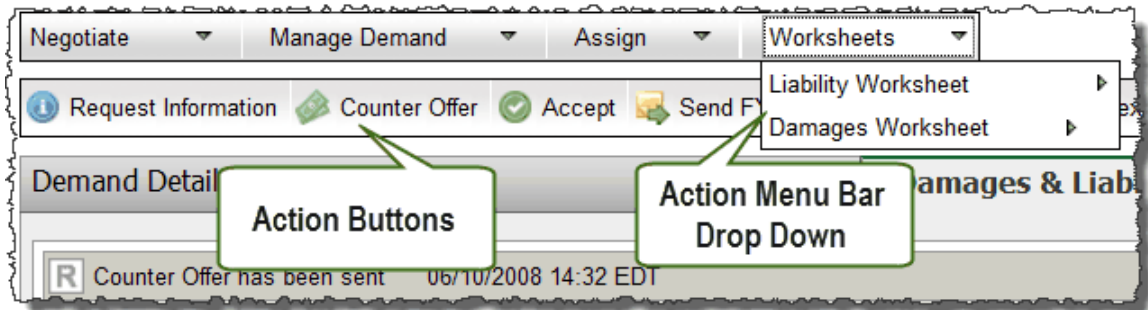 Negotiate Manage Demand Assign Worksheets
Liability Worksheet
Request Information Counter Offer Accept Send
Damages Worksheet
Demand Detail
Damages & Liab
Action Buttons
Action Menu Bar
Drop Down
R Counter Offer has been sent 06/10/2008 14:32 EDT